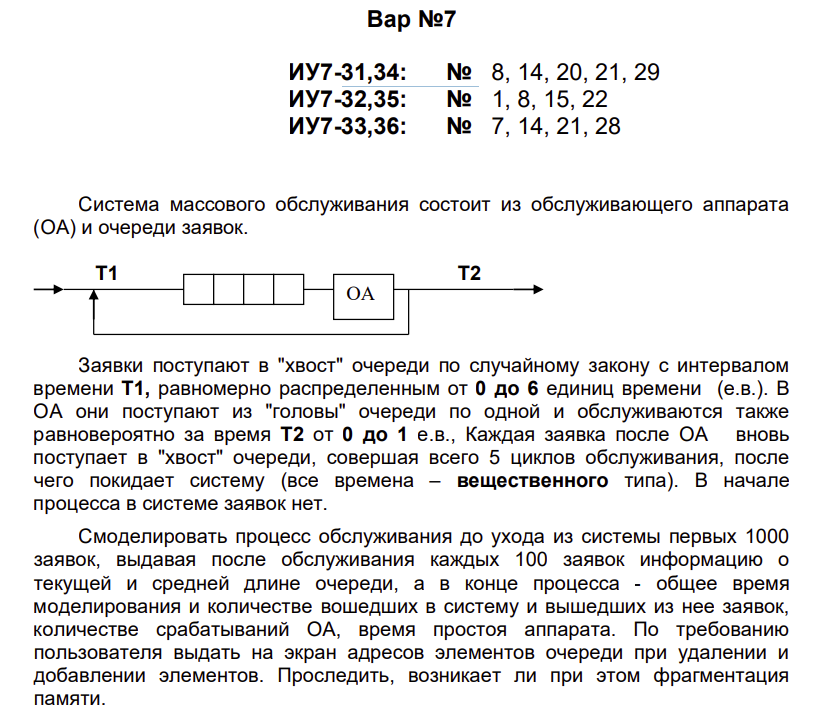 Вар №7
ИУ7-31,34: № 8, 14, 20, 21, 29
ИУ7-32,35: № 1, 8, 15, 22
ИУ7-33,36: № 7, 14, 21, 28
Система массового обслуживания состоит из обслуживающего аппарата
(ОА) и очереди заявок.
Т1 Т2
ОА
Заявки поступают в "хвост" очереди по случайному закону с интервалом
времени Т1, равномерно распределенным от 0 до 6 единиц времени (е.в.). В
ОА они поступают из "головы" очереди по одной и обслуживаются также
равновероятно за время Т2 от 0 до 1 е.в., Каждая заявка после ОА вновь
поступает в "хвост" очереди, совершая всего 5 циклов обслуживания, после
чего покидает систему (все времена – вещественного типа). В начале
процесса в системе заявок нет.
Смоделировать процесс обслуживания до ухода из системы первых 1000
заявок, выдавая после обслуживания каждых 100 заявок информацию о
текущей и средней длине очереди, а в конце процесса - общее время
моделирования и количестве вошедших в систему и вышедших из нее заявок,
количестве срабатываний ОА, время простоя аппарата. По требованию
пользователя выдать на экран адресов элементов очереди при удалении и
добавлении элементов. Проследить, возникает ли при этом фрагментация
памяти.